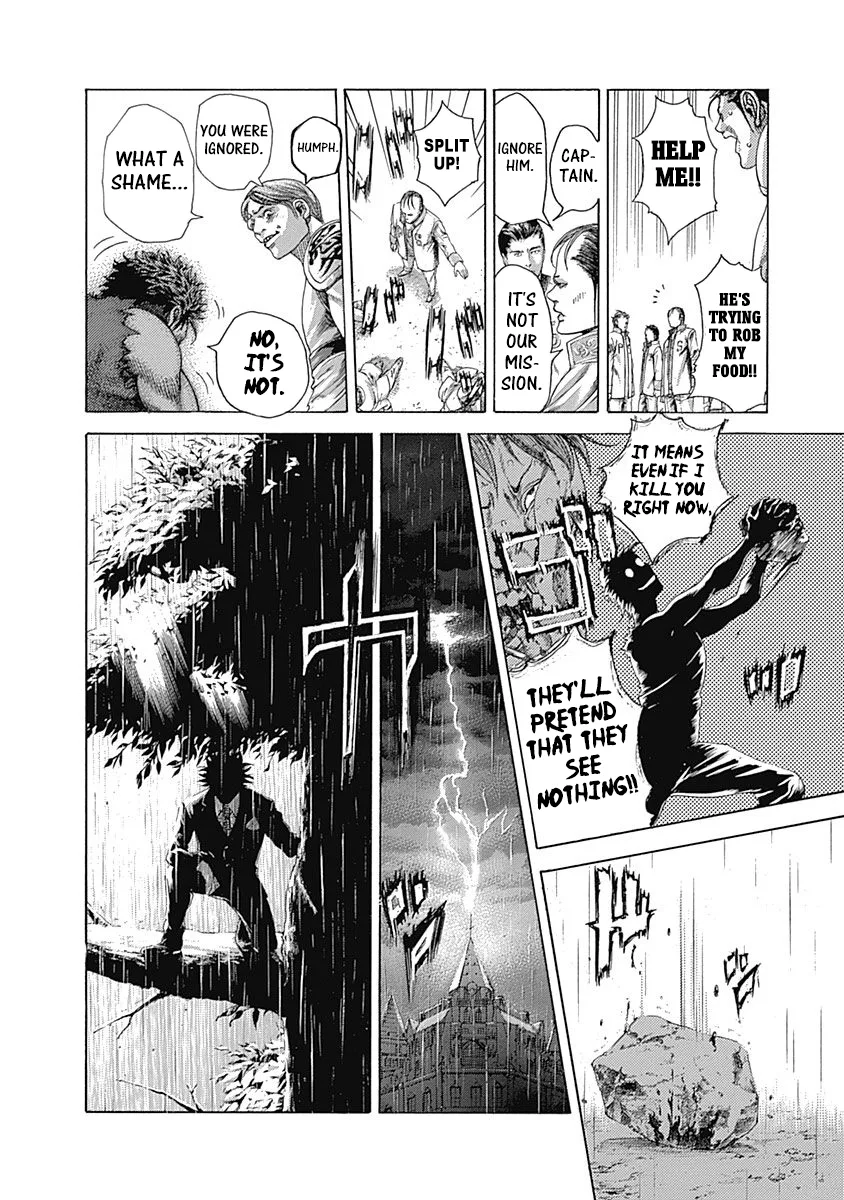 HELP
ME!!
HE'S
TRYING
TO ROB
MY
FOOD!!
CAP-
TAIN.
IGNORE
HIM.
IT'S
NOT
OUR
MIS-
SION.
SPLIT
UP!
HUMPH.
YOU WERE
IGNORED.
WHAT A
SHAME...
NO,
IT'S
NOT.
IT MEANS
EVEN IF I
KILL YOU
RIGHT NOW,
THEY'LL
PRETEND
THAT THEY
SEE
NOTHING!!